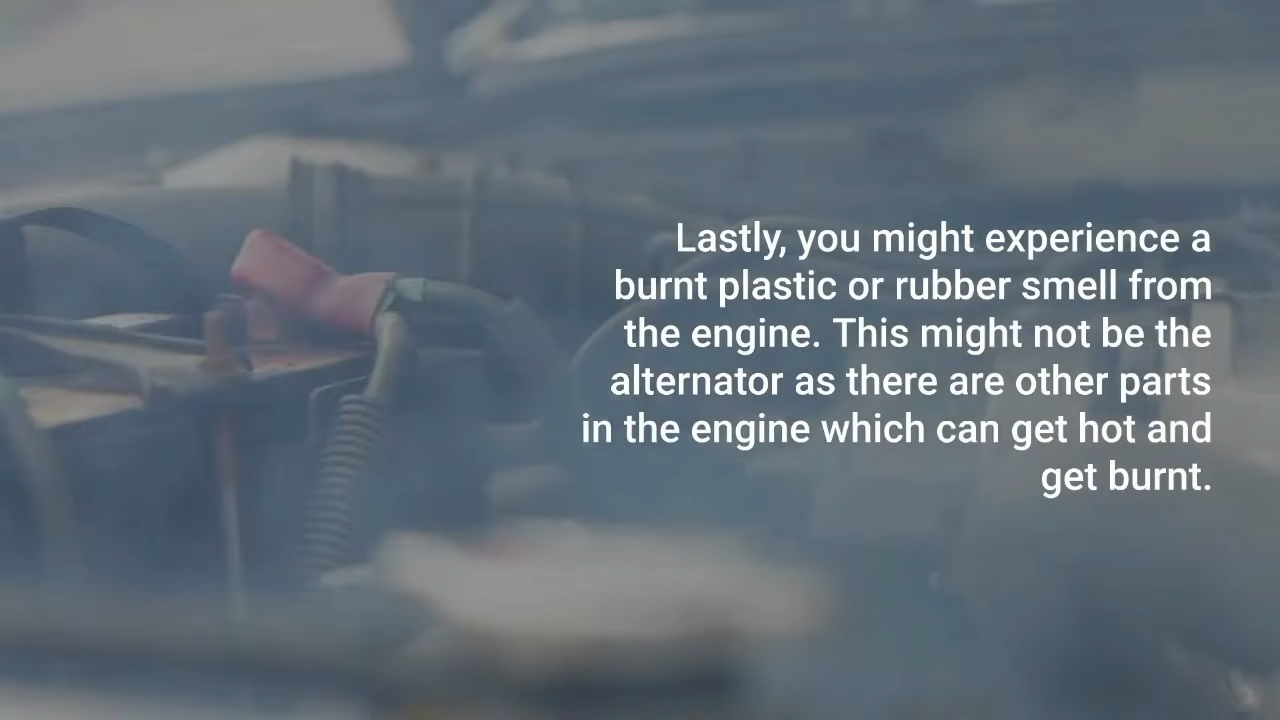 Lastly, you might experience a
burnt plastic or rubber smell from
the engine. This might not be the
alternator as there are other parts
in the engine which can get hot and
get burnt.